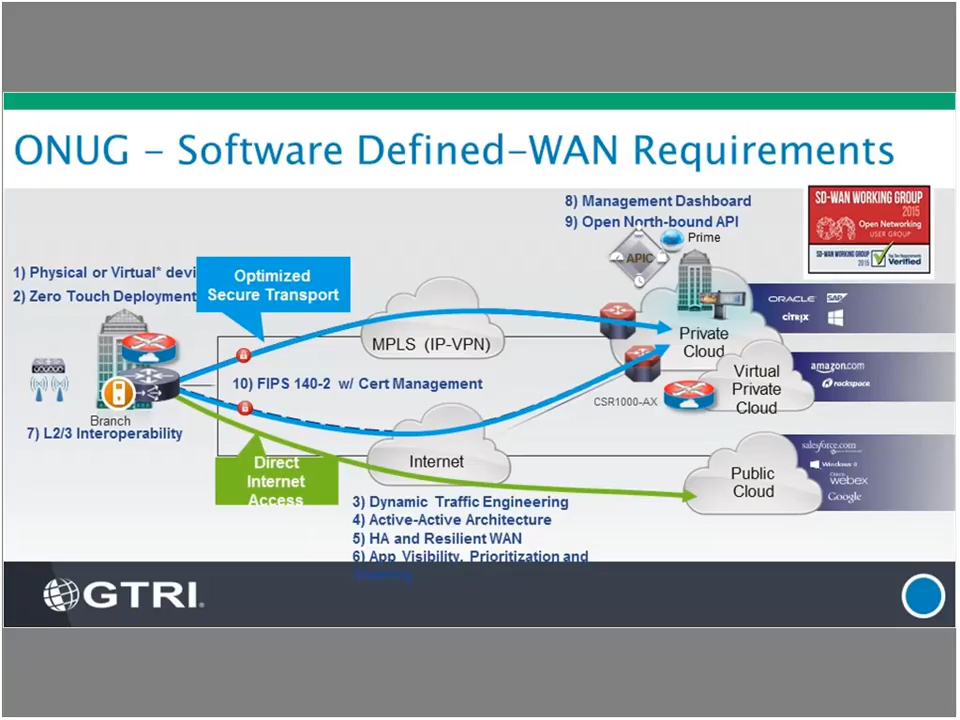 ONUG – Software Defined-WAN Requirements
8) Management Dashboard
9) Open North-bound API
Prime
APIC
SD-WAN WORKING GROUP
2015
Open Networking
USER GROUP
SD-WAN WORKING GROUP
2015
Verified
1) Physical or Virtual* devi
2) Zero Touch Deployment
Optimized
Secure Transport
MPLS (IP-VPN)
Private
Cloud
ORACLE
SAP
CITRIX
10) FIPS 140-2 w/ Cert Management
Virtual
Private
Cloud
CSR1000-AX
amazon.com
rackspace
Branch
7) L2/3 Interoperability
Direct
Internet
Access
Internet
Public
Cloud
salesforce.com
Windows
webex
Google
3) Dynamic Traffic Engineering
4) Active-Active Architecture
5) HA and Resilient WAN
6) App Visibility, Prioritization and
GTRI